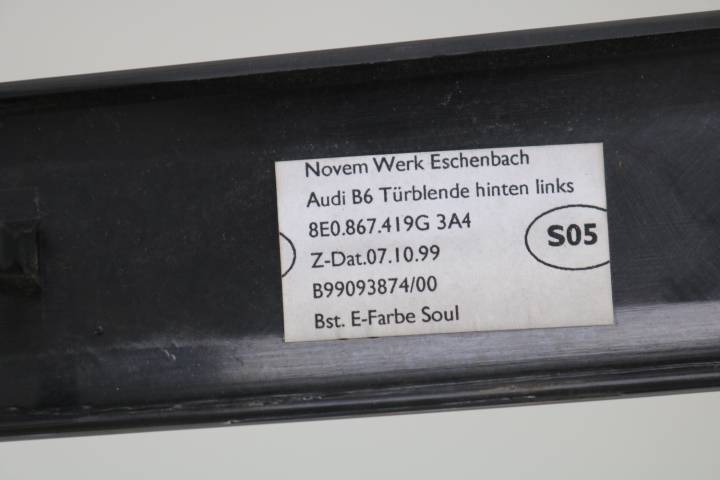 Novem Werk Eschenbach
Audi B6 Türblende hinten links
8E0.867.419G 3A4
S05
Z-Dat.07.10.99
B99093874/00
Bst. E-Farbe Soul